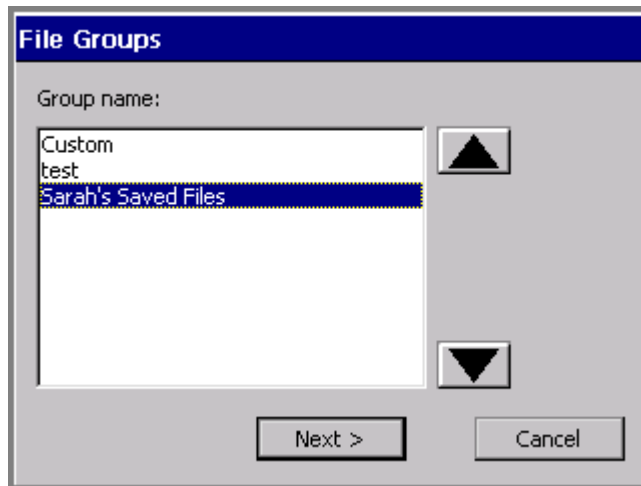 File Groups
Group name:
Custom
test
Sarah's Saved Files
Next >
Cancel